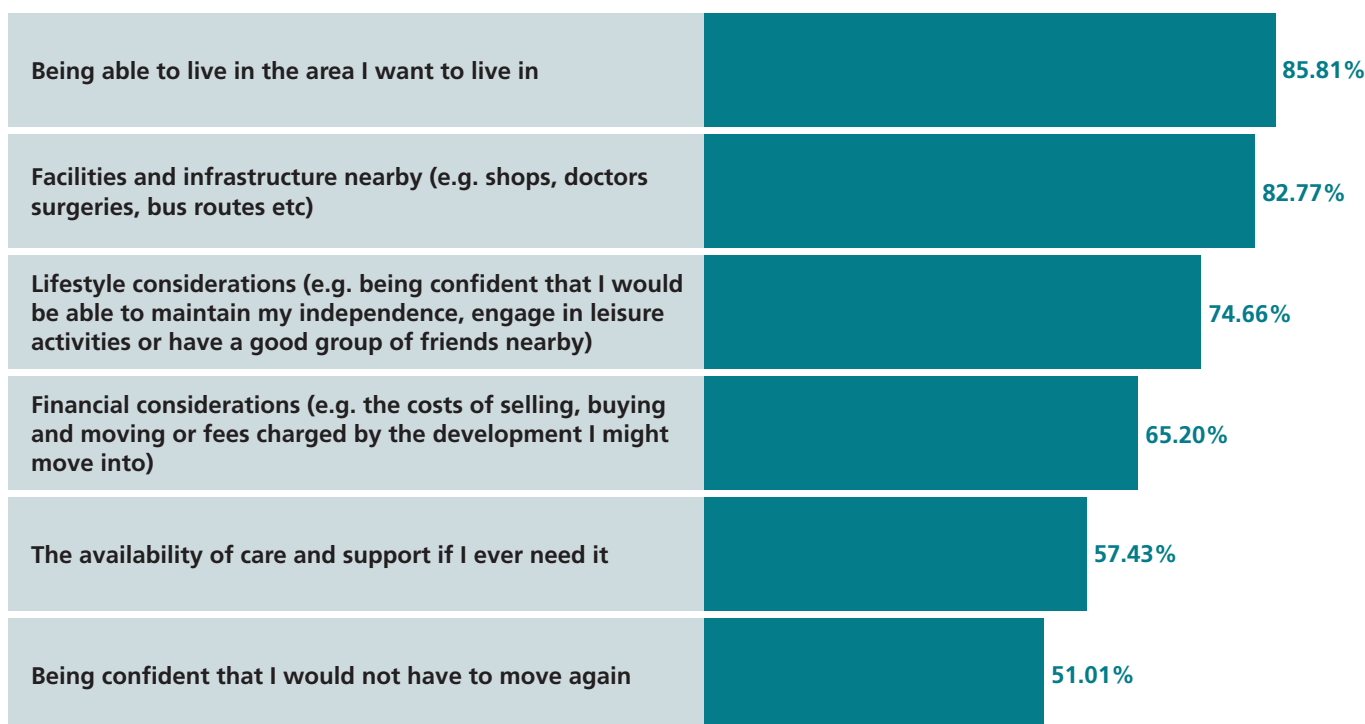 Being able to live in the area I want to live in
85.81%
Facilities and infrastructure nearby (e.g. shops, doctors
surgeries, bus routes etc)
82.77%
Lifestyle considerations (e.g. being confident that I would
be able to maintain my independence, engage in leisure
activities or have a good group of friends nearby)
74.66%
Financial considerations (e.g. the costs of selling, buying
and moving or fees charged by the development I might
move into)
65.20%
The availability of care and support if I ever need it
57.43%
Being confident that I would not have to move again
51.01%